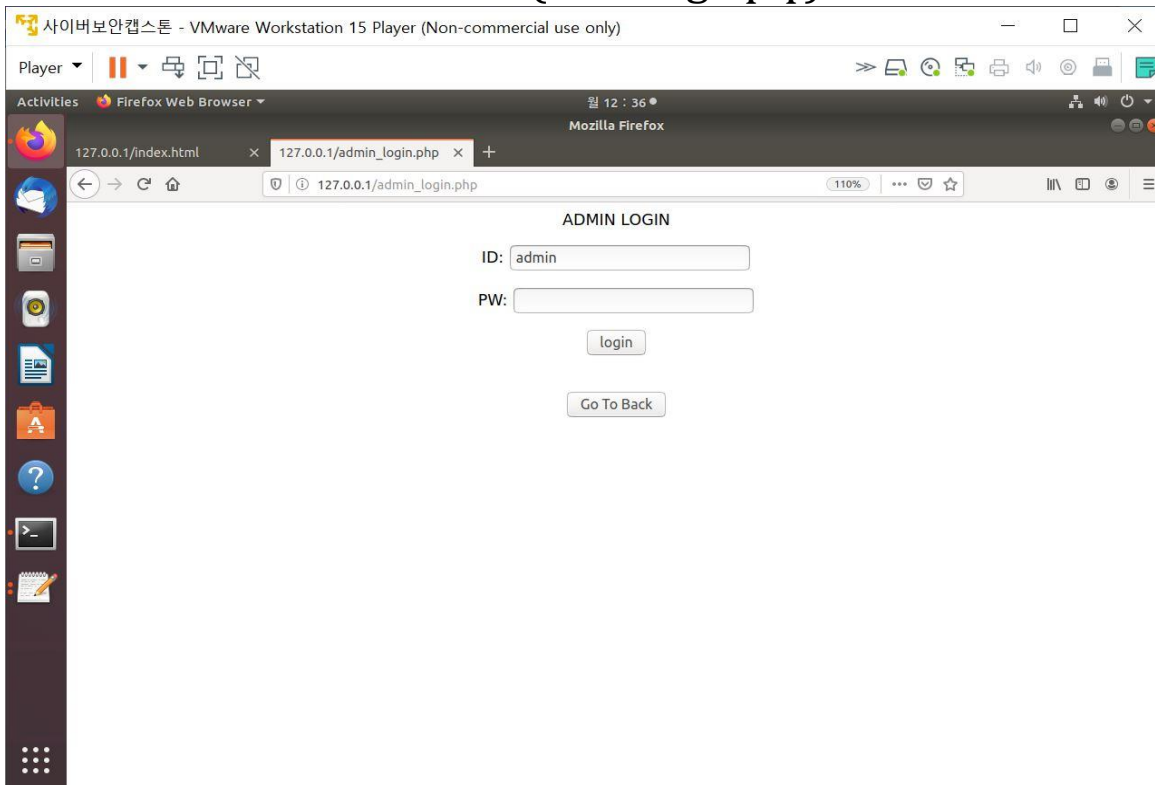 사이버보안캡스톤 - VMware Workstation 15 Player (Non-commercial use only)
Player
Activities Firefox Web Browser 월 12 : 36
Mozilla Firefox
127.0.0.1/index.html 127.0.0.1/admin_login.php
127.0.0.1/admin_login.php 110%
ADMIN LOGIN
ID: admin
PW:
login
Go To Back